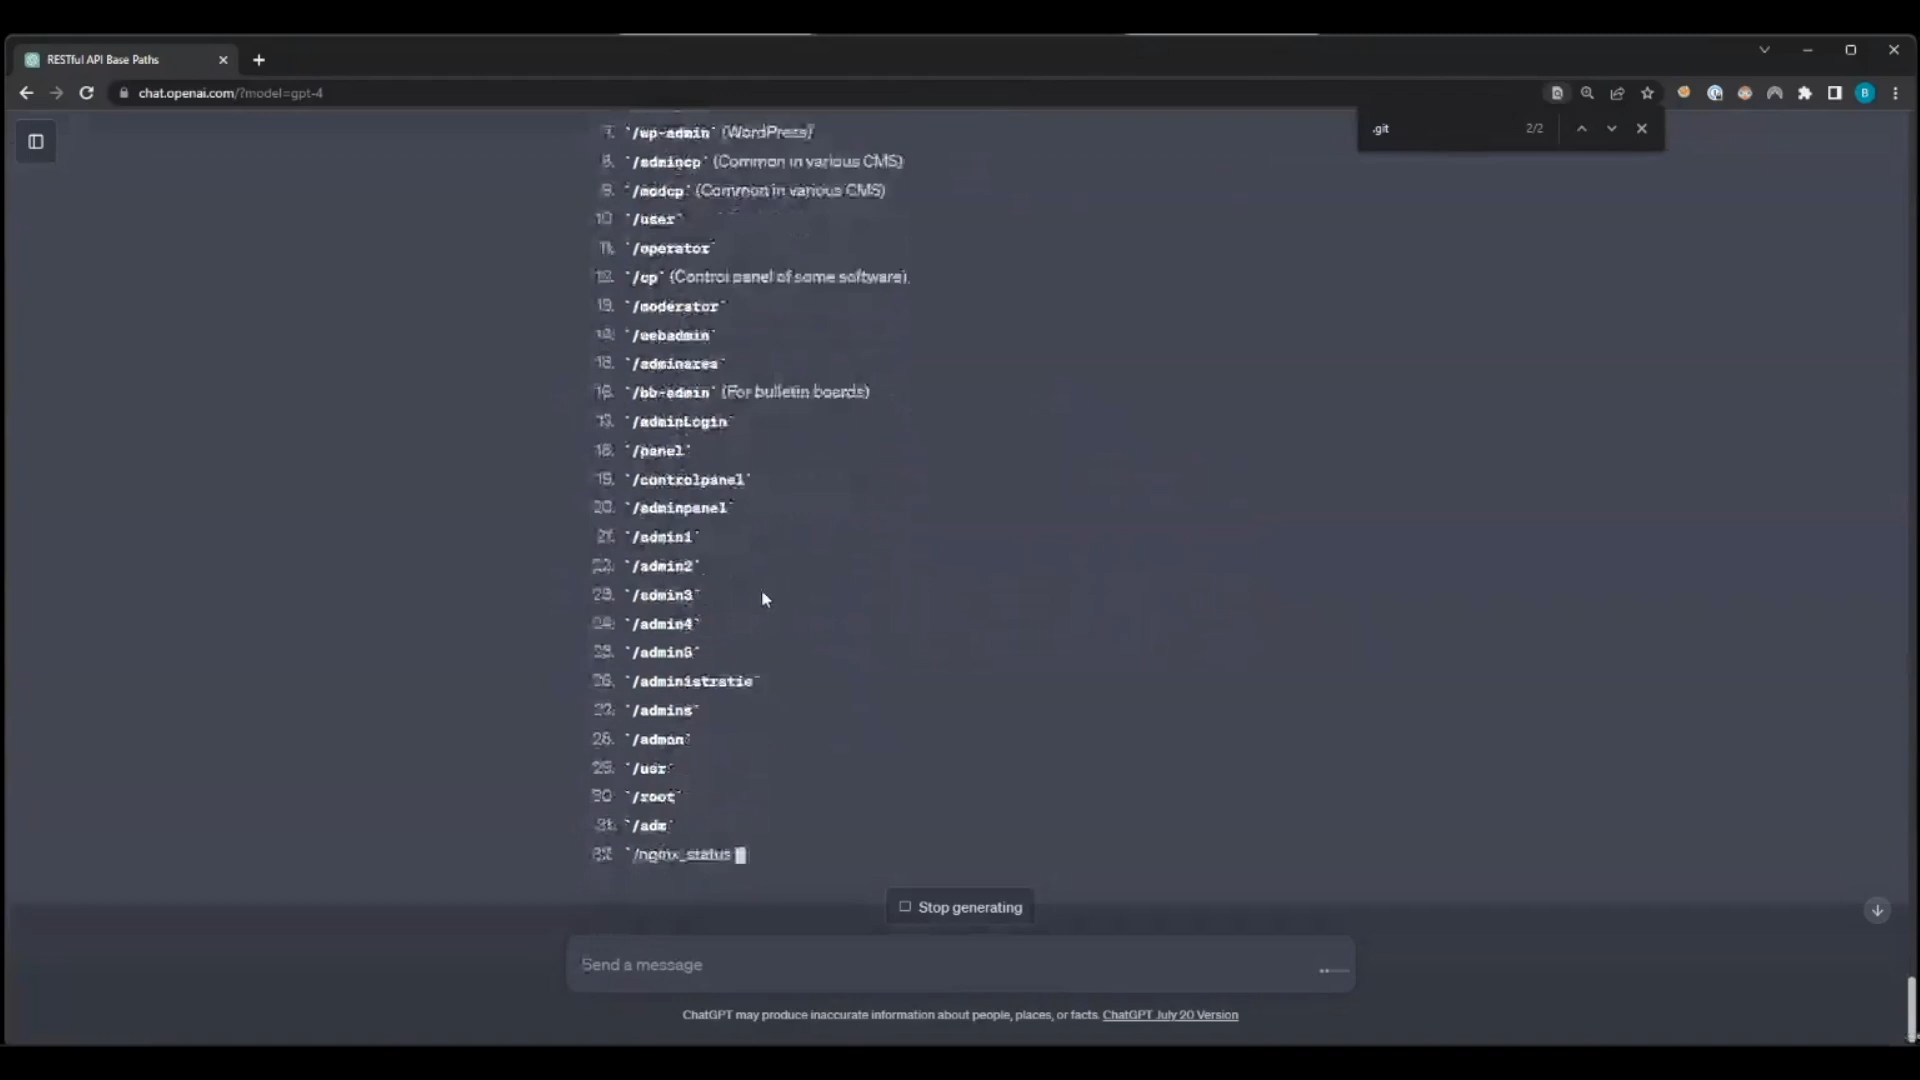 RESTful API Base Paths
chat.openai.com/?model=gpt-4
.git 2/2
B
7. `/wp-admin` (WordPress)
8. `/admincp` (Common in various CMS)
9. `/modcp` (Common in various CMS)
10. `/user`
11. `/operator`
12. `/cp` (Control panel of some software)
13. `/moderator`
14. `/webadmin`
15. `/adminarea`
16. `/bb-admin` (For bulletin boards)
17. `/adminLogin`
18. `/panel`
19. `/controlpanel`
20. `/adminpanel`
21. `/admin1`
22. `/admin2`
23. `/admin3`
24. `/admin4`
25. `/admin5`
26. `/administratie`
27. `/admins`
28. `/admon`
29. `/usr`
30. `/root`
31. `/adm`
32. `/nginx_status
Stop generating
Send a message
ChatGPT may produce inaccurate information about people, places, or facts. ChatGPT July 20 Version